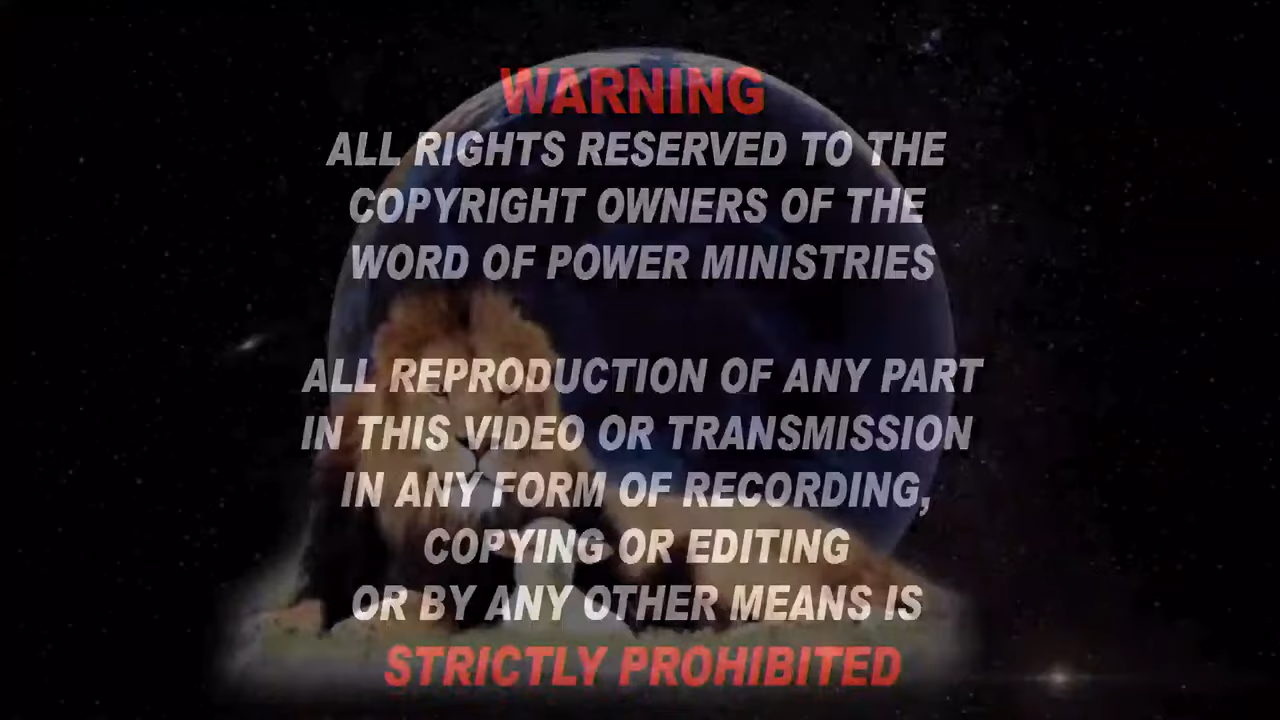 WARNING
ALL RIGHTS RESERVED TO THE
COPYRIGHT OWNERS OF THE
WORD OF POWER MINISTRIES
ALL REPRODUCTION OF ANY PART
IN THIS VIDEO OR TRANSMISSION
IN ANY FORM OF RECORDING,
COPYING OR EDITING
OR BY ANY OTHER MEANS IS
STRICTLY PROHIBITED